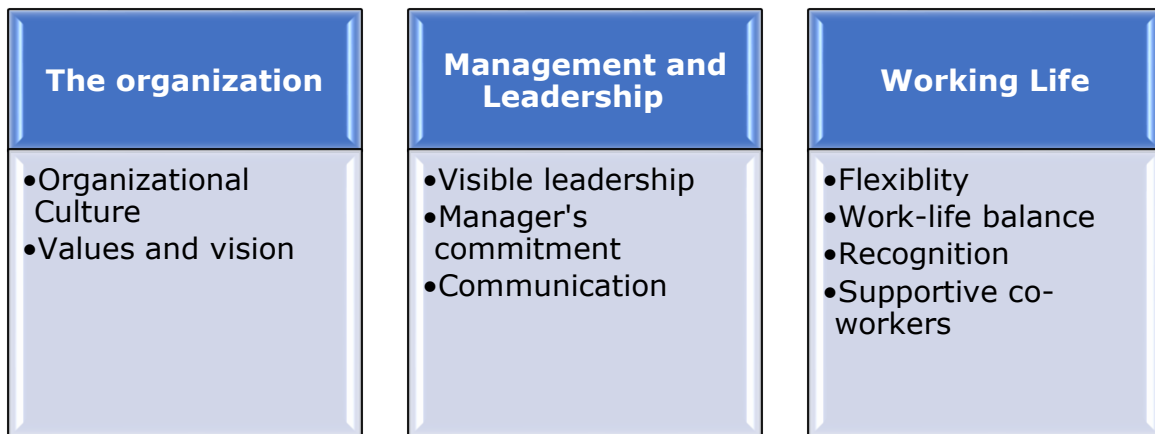 The organization
•Organizational
Culture
•Values and vision
Management and
Leadership
•Visible leadership
•Manager's
commitment
•Communication
Working Life
•Flexiblity
•Work-life balance
•Recognition
•Supportive co-
workers